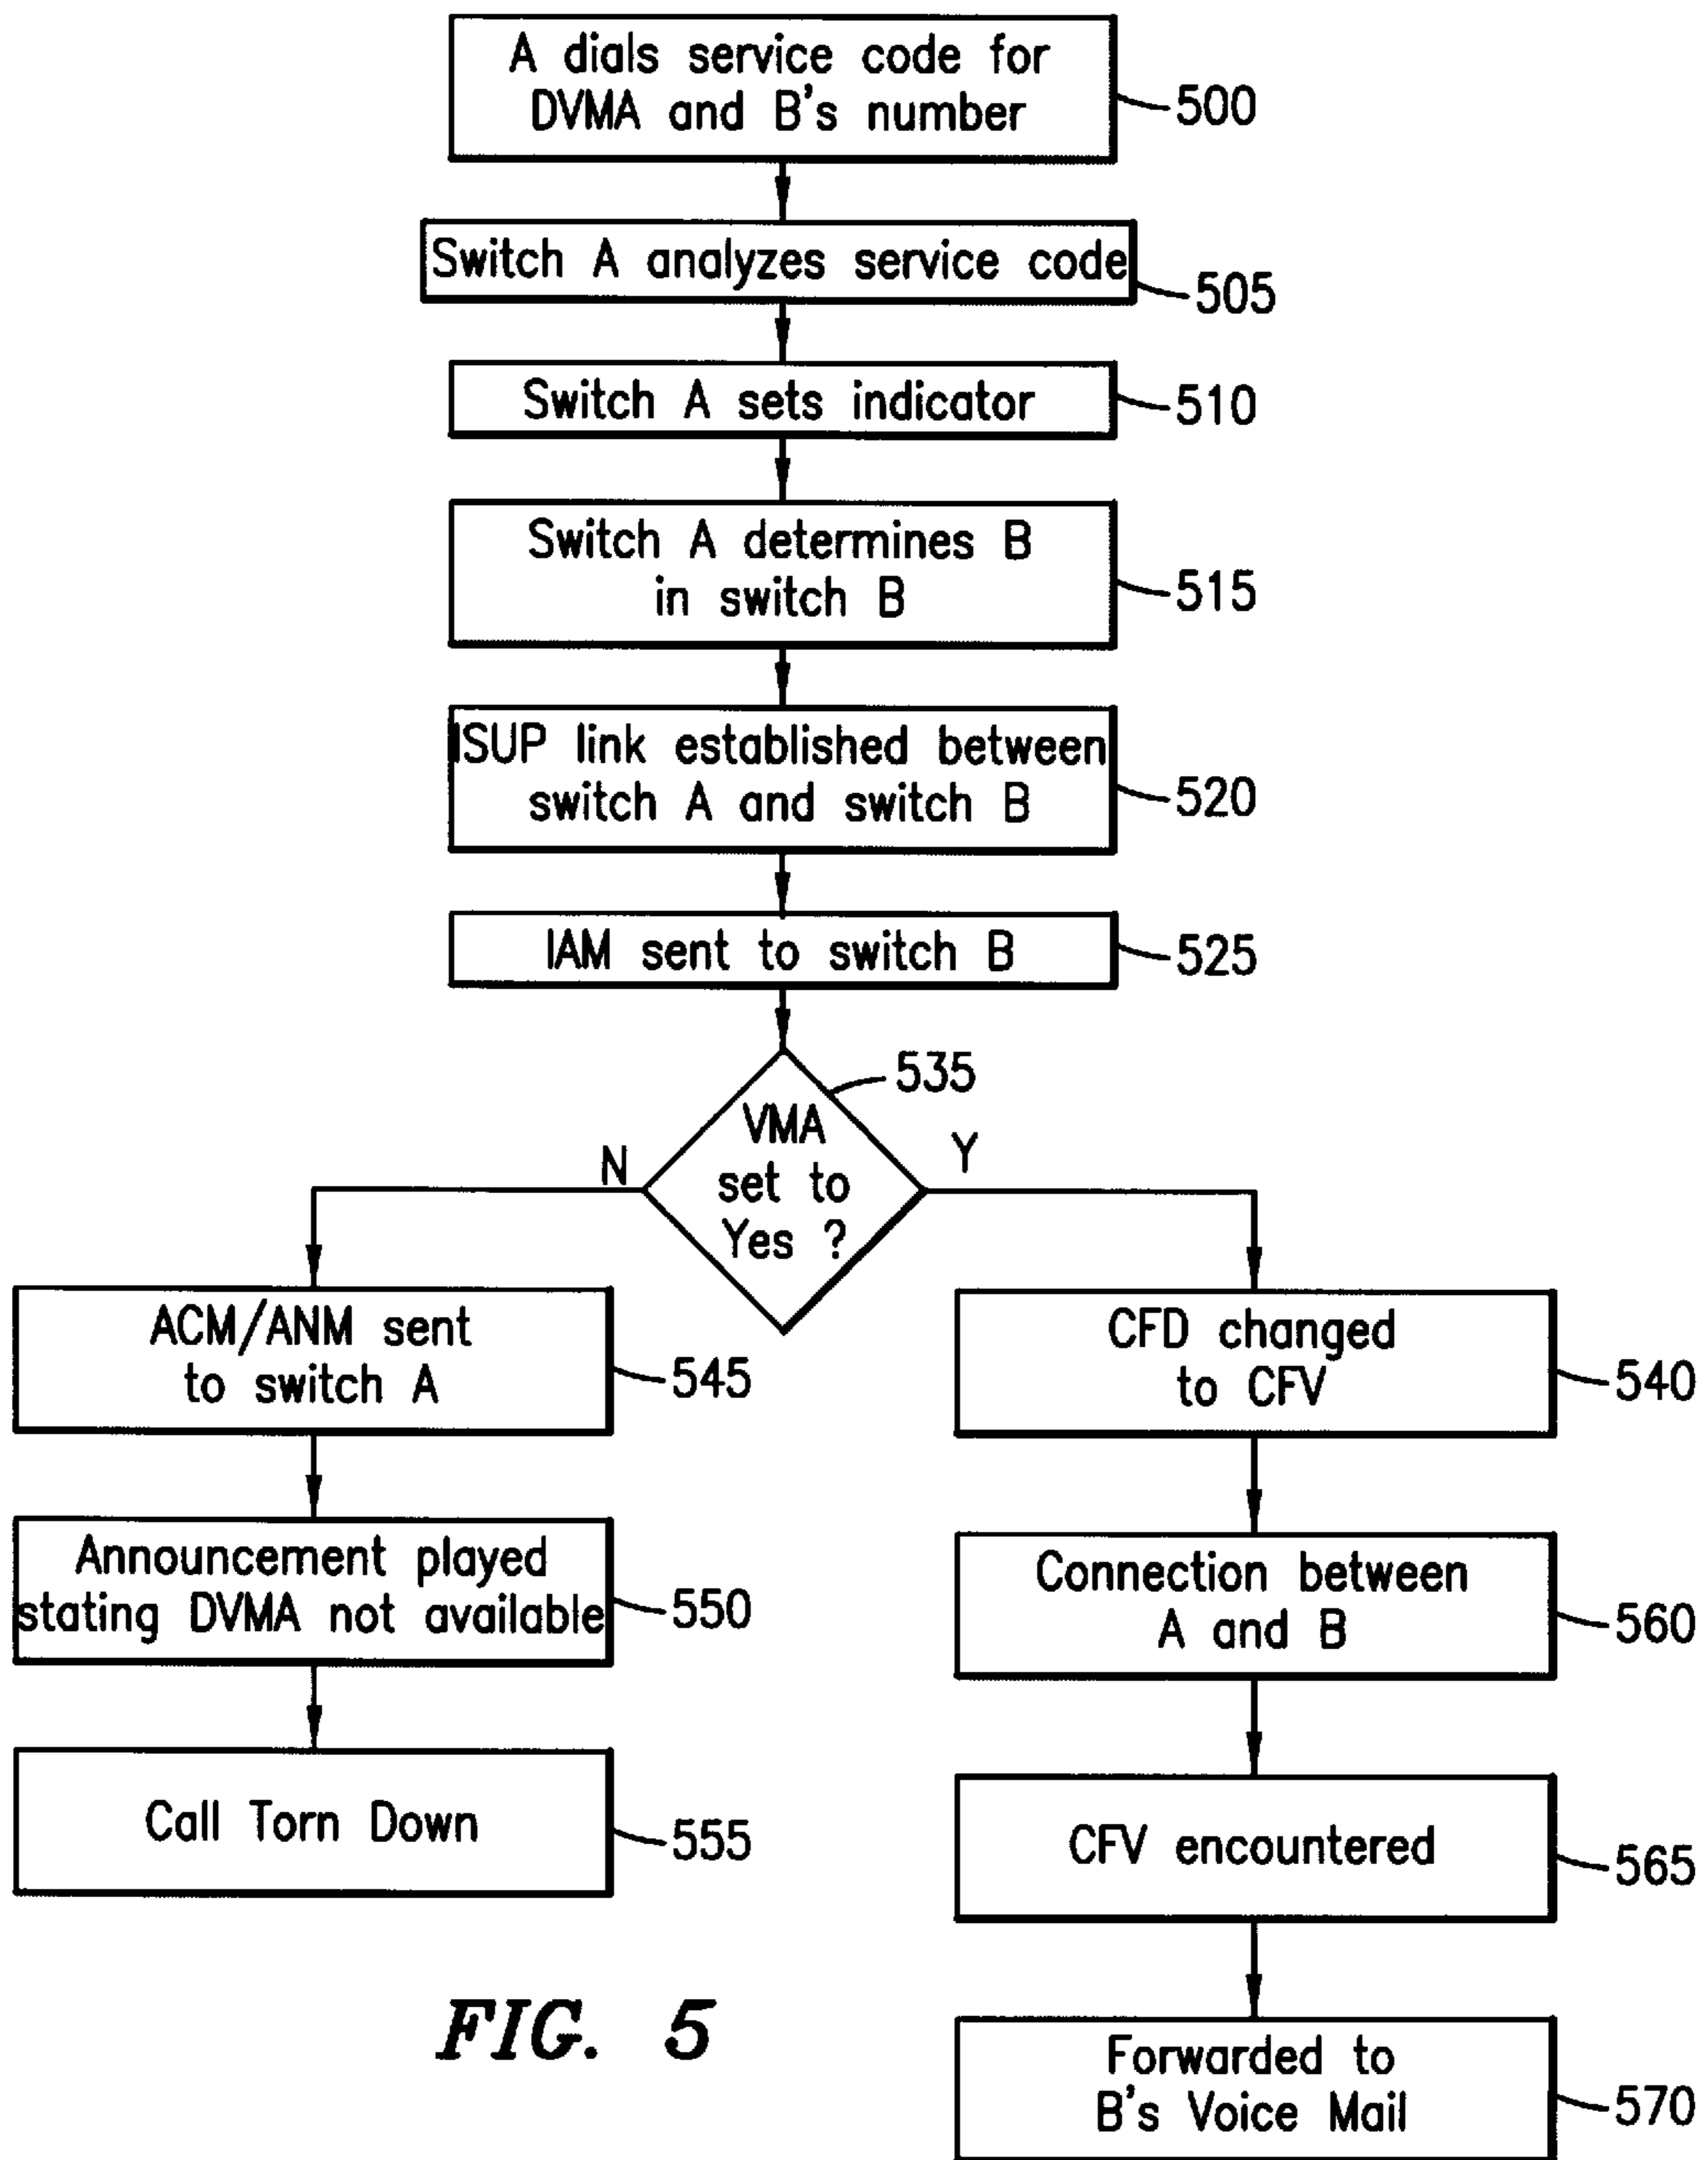 A dials service code for
DVMA and B's number
500
Switch A analyzes service code
505
Switch A sets indicator
510
Switch A determines B
in switch B
515
ISUP link established between
switch A and switch B
520
IAM sent to switch B
525
535
VMA
set to
Yes ?
N
Y
ACM/ANM sent
to switch A
545
Announcement played
stating DVMA not available
550
Call Torn Down
555
CFD changed
to CFV
540
Connection between
A and B
560
CFV encountered
565
Forwarded to
B's Voice Mail
570
FIG. 5